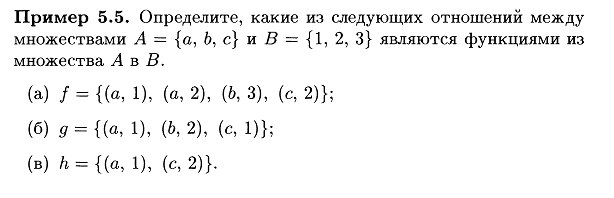 Пример 5.5. Определите, какие из следующих отношений между
множествами A = {a, b, c} и B = {1, 2, 3} являются функциями из
множества A в B.
(а) f = {(a, 1), (a, 2), (b, 3), (c, 2)};
(б) g = {(a, 1), (b, 2), (c, 1)};
(в) h = {(a, 1), (c, 2)}.